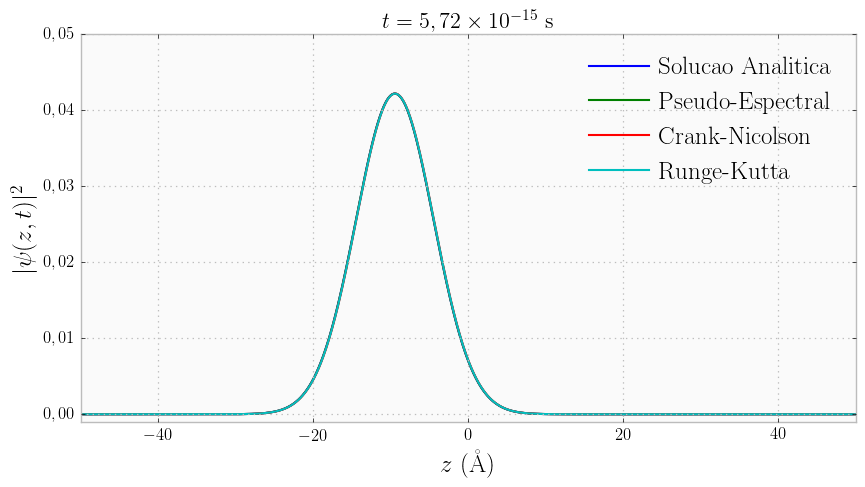 t = 5,72 × 10⁻¹⁵ s
0,05
0,04
0,03
0,02
0,01
0,00
|ψ(z, t)|²
Solucao Analitica
Pseudo-Espectral
Crank-Nicolson
Runge-Kutta
−40
−20
0
20
40
z (Å)